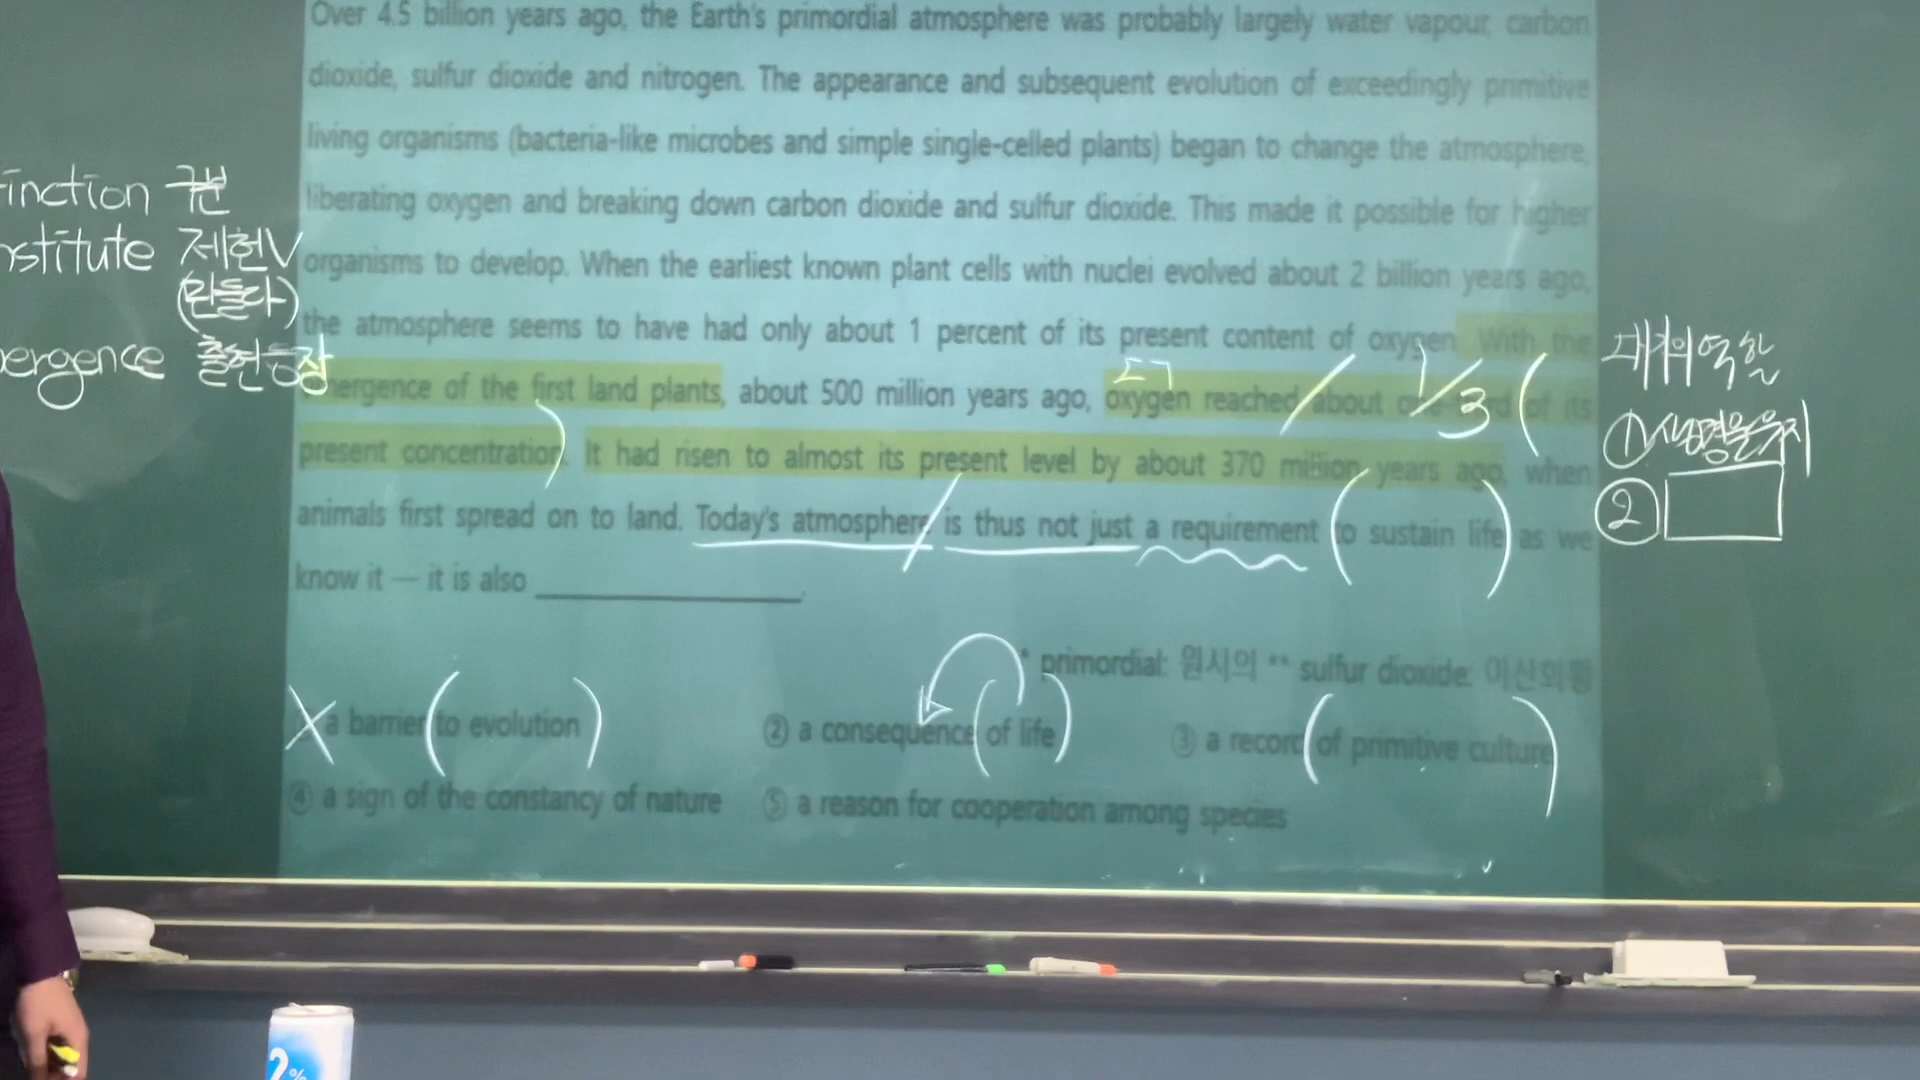 Over 4.5 billion years ago, the Earth's primordial atmosphere was probably largely water vapour, carbon
dioxide, sulfur dioxide and nitrogen. The appearance and subsequent evolution of exceedingly primitive
living organisms (bacteria-like microbes and simple single-celled plants) began to change the atmosphere,
liberating oxygen and breaking down carbon dioxide and sulfur dioxide. This made it possible for higher
organisms to develop. When the earliest known plant cells with nuclei evolved about 2 billion years ago,
the atmosphere seems to have had only about 1 percent of its present content of oxygen. With the
emergence of the first land plants, about 500 million years ago, oxygen reached about one-third of its
present concentration. It had risen to almost its present level by about 370 million years ago, when
animals first spread on to land. Today's atmosphere is thus not just a requirement to sustain life as we
know it — it is also
* primordial: 원시의 ** sulfur dioxide: 이산화황
a barrier to evolution
② a consequence of life
③ a record of primitive culture
④ a sign of the constancy of nature
⑤ a reason for cooperation among species
tinction 구분
nstitute 제헌V
(만들다)
ergence 출현 등장
1/3
대기의 역할
① 생명을 유지
②
2%